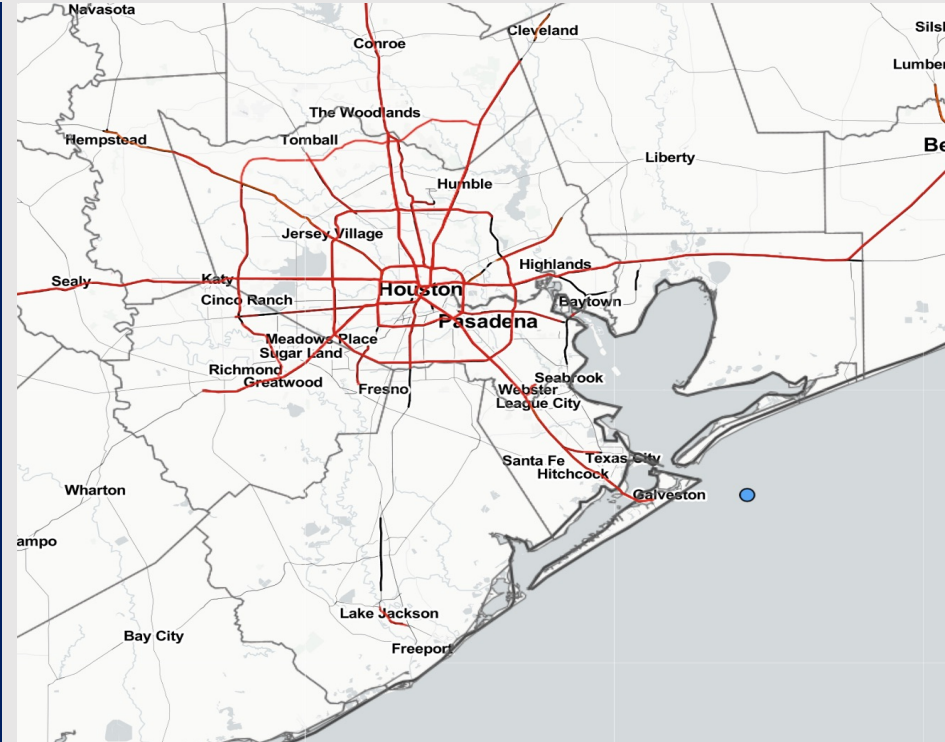 Navasota
Cleveland
Silsb
Conroe
Lumber
The Woodlands
Hempstead
Tomball
Be
Liberty
Humble
Jersey Village
Highlands
Sealy
Katy
Houston
Cinco Ranch
Baytown
Pasadena
Meadows Place
Sugar Land
Richmond
Seabrook
Greatwood
Fresno
Webster
League City
Santa Fe
Texas City
Hitchcock
Wharton
Galveston
ampo
Lake Jackson
Bay City
Freeport